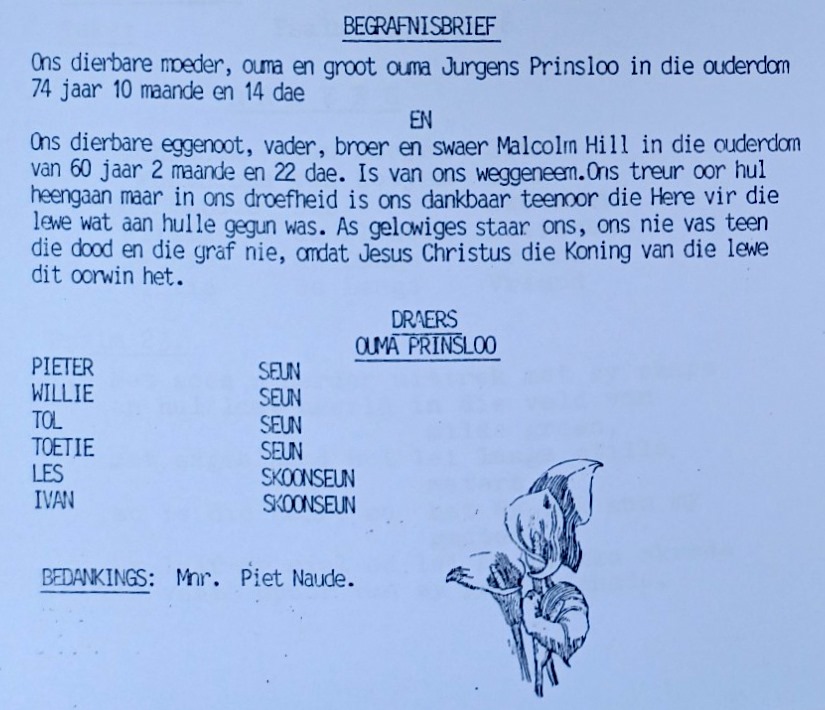 BEGRAFNISBRIEF
Ons dierbare moeder, ouma en groot ouma Jurgens Prinsloo in die ouderdom
74 jaar 10 maande en 14 dae
EN
Ons dierbare eggenoot, vader, broer en swaer Malcolm Hill in die ouderdom
van 60 jaar 2 maande en 22 dae. Is van ons weggeneem.Ons treur oor hul
heengaan maar in ons droefheid is ons dankbaar teenoor die Here vir die
lewe wat aan hulle gegun was. As gelowiges staar ons, ons nie vas teen
die dood en die graf nie, omdat Jesus Christus die Koning van die lewe
dit oorwin het.
DRAERS
OUMA PRINSLOO
PIETER SEUN
WILLIE SEUN
TOL SEUN
TOETIE SEUN
LES SKOONSEUN
IVAN SKOONSEUN
BEDANKINGS: Mnr. Piet Naude.